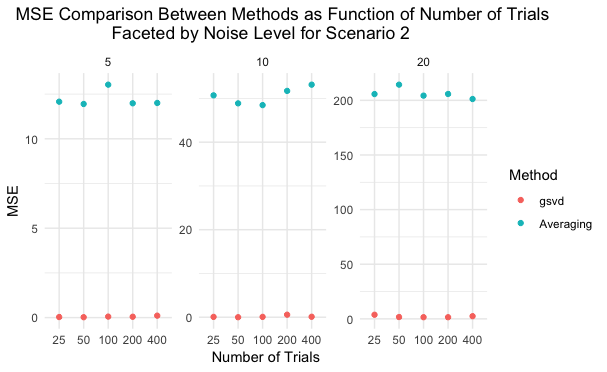 MSE Comparison Between Methods as Function of Number of Trials
Faceted by Noise Level for Scenario 2
5
10
20
MSE
10
5
0
40
20
0
200
150
100
50
0
25 50 100 200 400
25 50 100 200 400
25 50 100 200 400
Number of Trials
Method
gsvd
Averaging